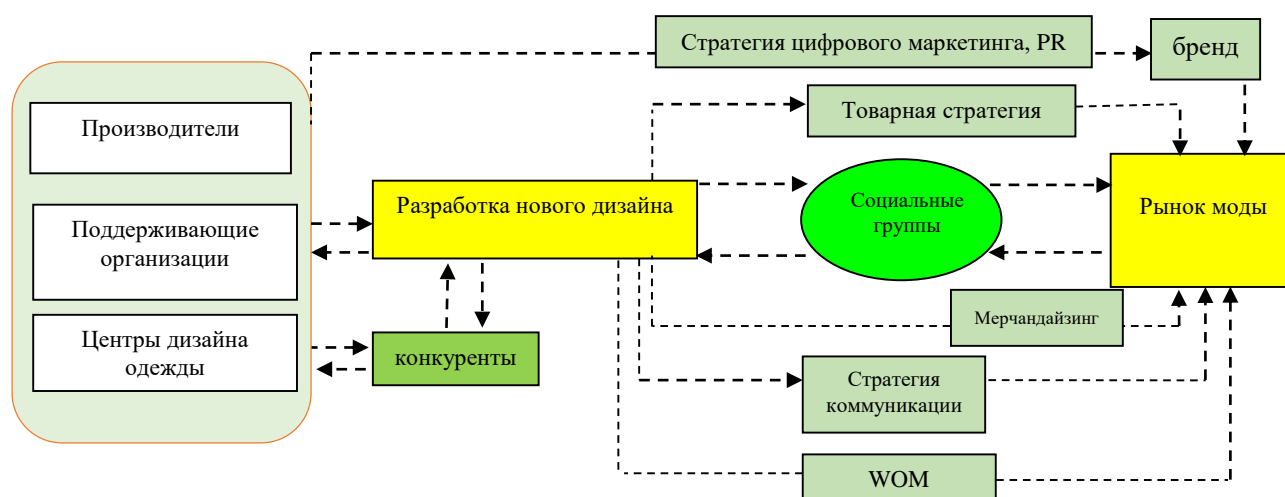 Стратегия цифрового маркетинга, PR
бренд
Производители
Товарная стратегия
Разработка нового дизайна
Социальные
группы
Рынок моды
Поддерживающие
организации
Мерчандайзинг
Центры дизайна
одежды
конкуренты
Стратегия
коммуникации
WOM